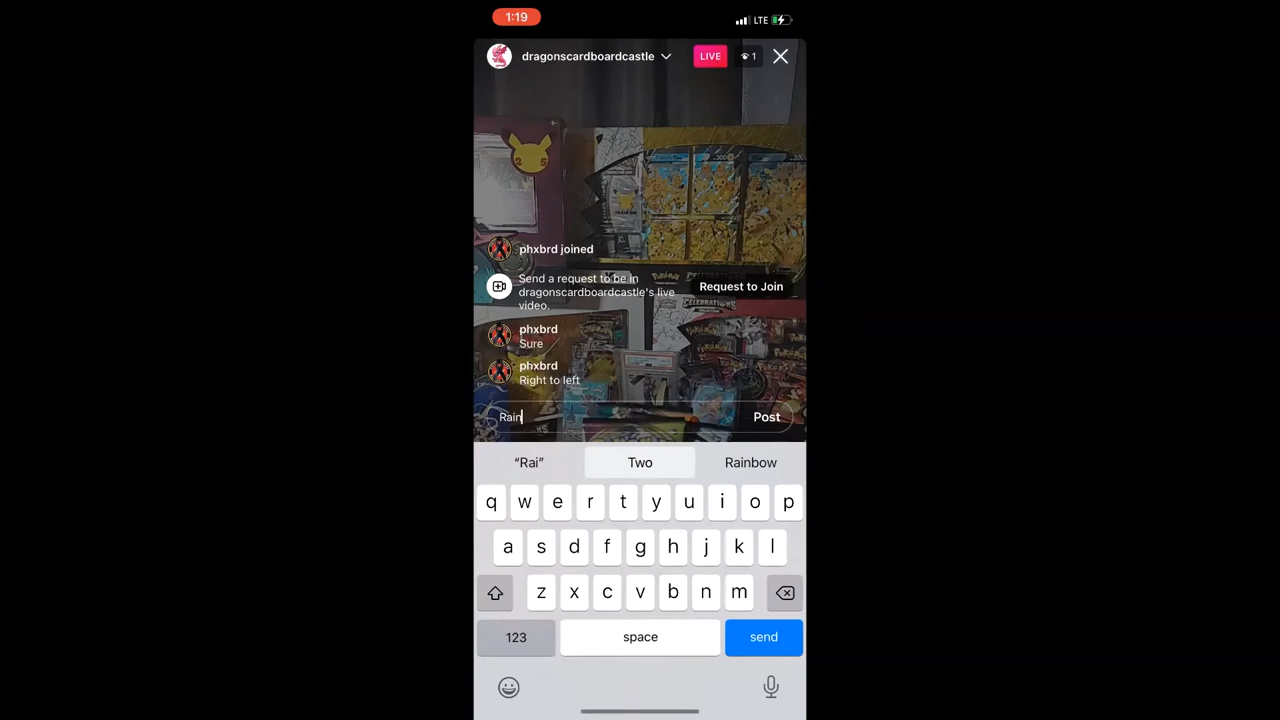 1:19
LTE
dragonscardboardcastle
LIVE
1
phxbrd joined
Send a request to be in
dragonscardboardcastle's live
video.
Request to Join
phxbrd
Sure
phxbrd
Right to left
Rain
Post
“Rai”
Two
Rainbow
q w e r t y u i o p
a s d f g h j k l
z x c v b n m
123
space
send